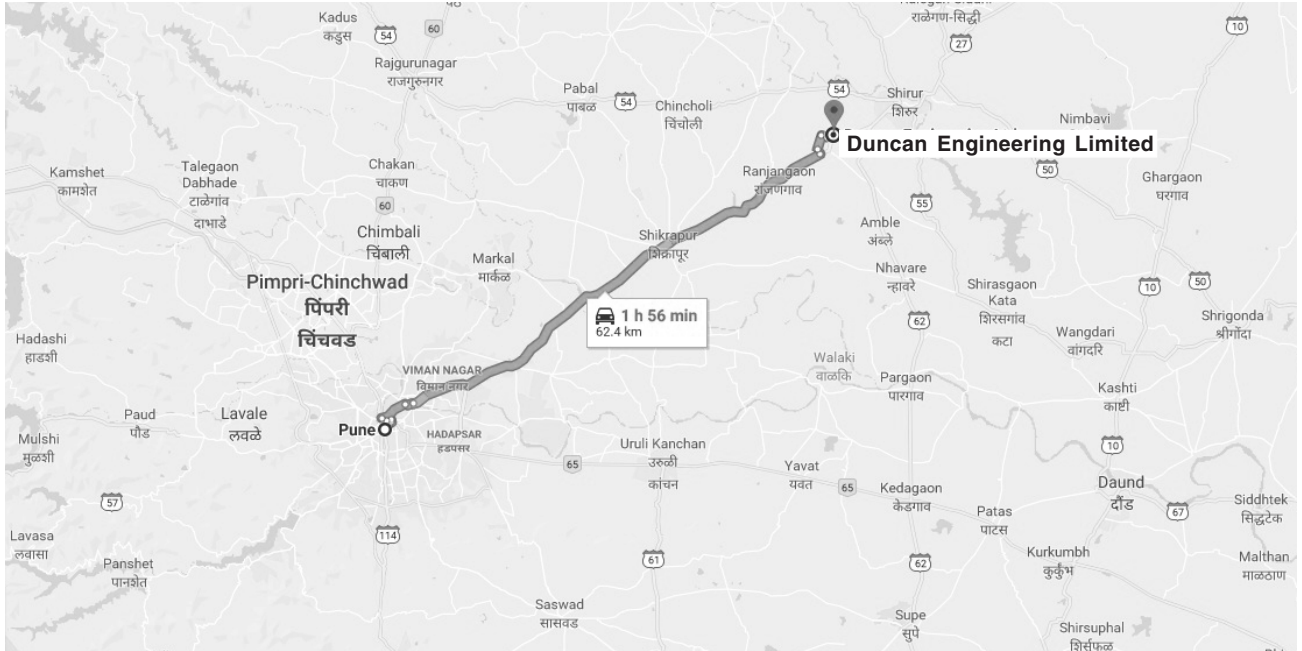 Kadus
कडुस
54
60
Rajgurunagar
राजगुरुनगर
Pabal
पाबळ
54
Chincholi
चिंचोली
54
Shirur
शिरुर
राळेगण-सिद्धी
27
10
Nimbavi
Duncan Engineering Limited
Kamshet
कामशेत
Talegaon
Dabhade
टाळेगांव
दाभाडे
Chakan
चाकण
60
Chimbali
चिंबाली
Ranjangaon
50
Ghargaon
घरगाव
55
Amble
अंब्ले
Shikrapur
शिक्रापूर
Markal
मार्कळ
Pimpri-Chinchwad
पिंपरी
चिंचवड
Nhavare
न्हावरे
Shirasgaon
Kata
शिरसगांव
कटा
10
50
Shrigonda
श्रीगोंदा
1 h 56 min
62.4 km
62
Wangdari
वांगदरि
Hadashi
हाडशी
VIMAN NAGAR
विमान नगर
Walaki
वाळकि
Pargaon
पारगाव
Kashti
काष्टी
Paud
पौड
Lavale
लवळे
Pune
HADAPSAR
हडपसर
Mulshi
मुळशी
65
Uruli Kanchan
उरुळी
कांचन
Yavat
यवत
65
10
57
Kedagaon
केडगाव
Daund
दौंड
67
Siddhtek
सिद्धटेक
Patas
पाटस
Lavasa
लवासा
114
Panshet
पानशेत
61
62
Kurkumbh
कुर्कुंभ
Malthan
माळठाण
Saswad
सासवड
Supe
सुपे
Shirsuphal
शिर्सुफळ